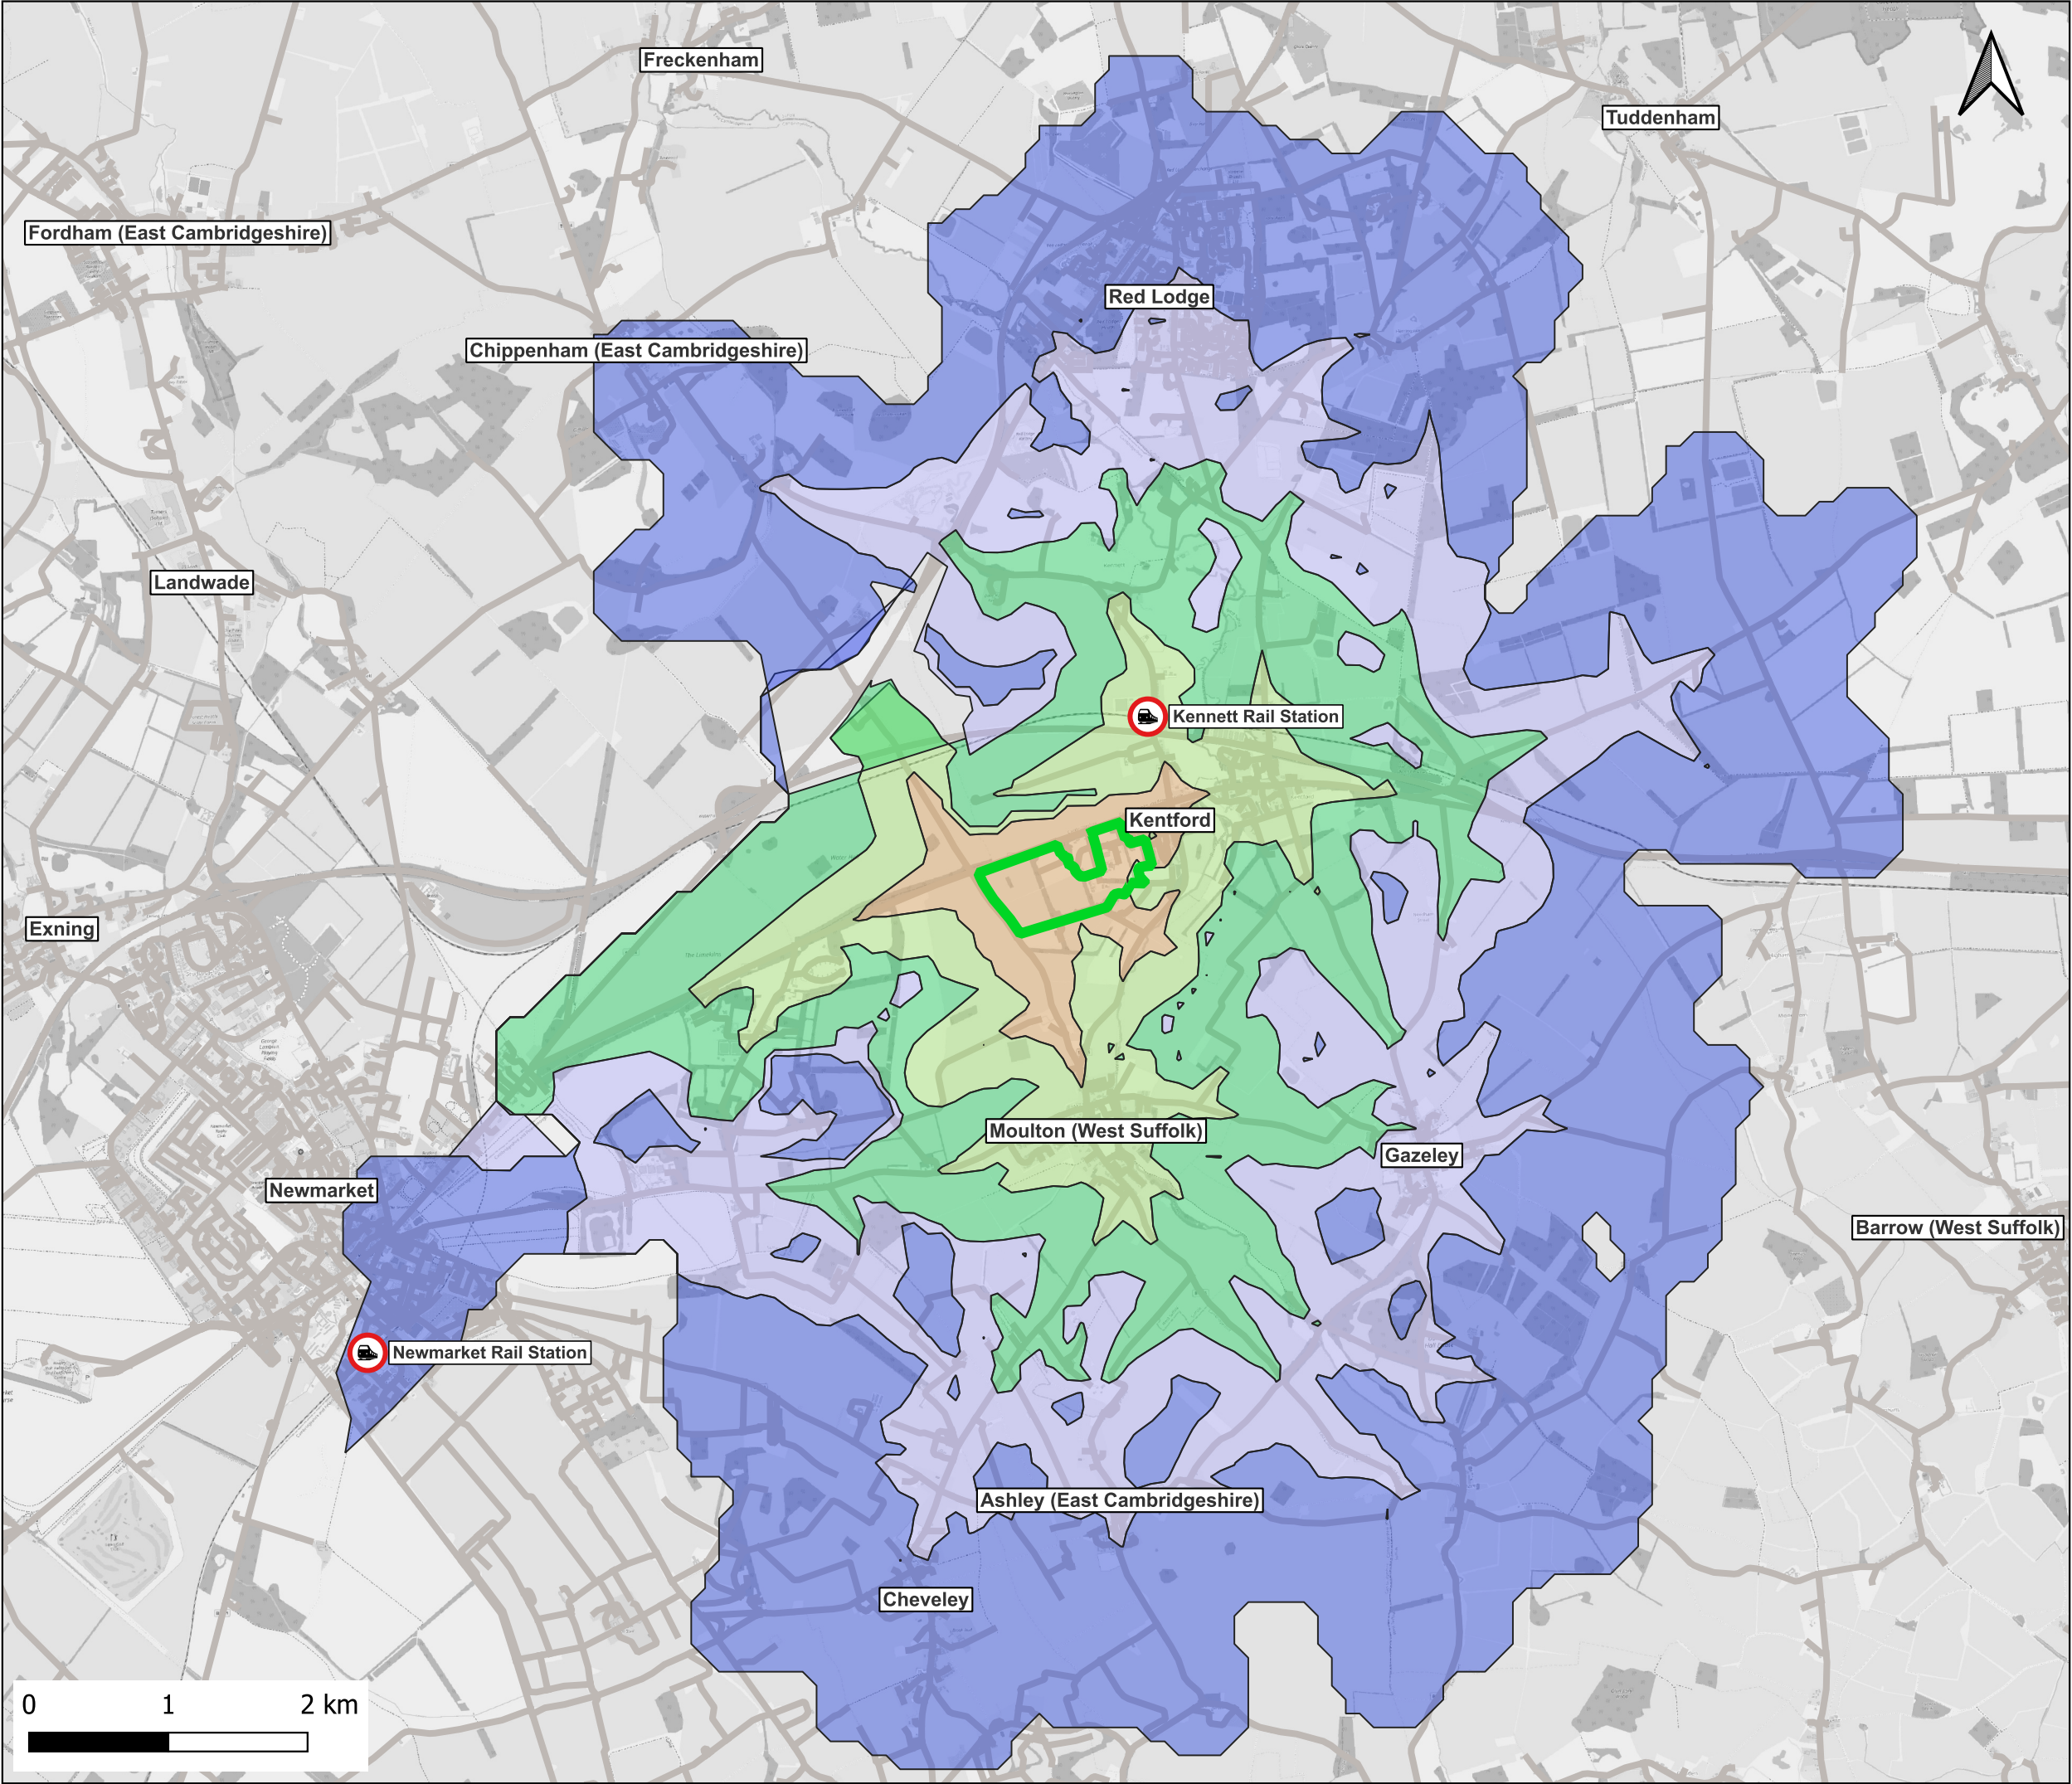 Freckenham
Tuddenham
Fordham (East Cambridgeshire)
Red Lodge
Chippenham (East Cambridgeshire)
Landwade
Kennett Rail Station
Kentford
Exning
Moulton (West Suffolk)
Gazeley
Newmarket
Barrow (West Suffolk)
Newmarket Rail Station
Ashley (East Cambridgeshire)
Cheveley
0 1 2 km